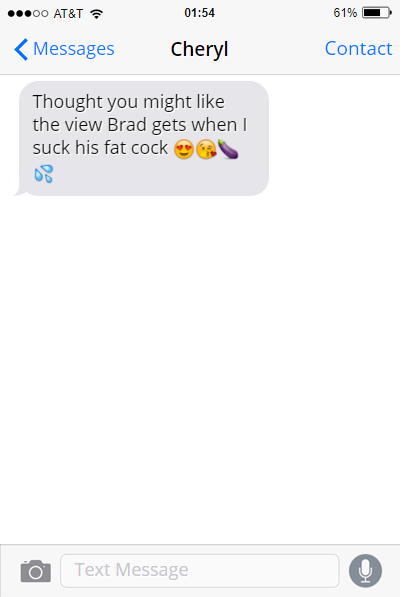 AT&T 01:54 61%
Messages Cheryl Contact
Thought you might like
the view Brad gets when I
suck his fat cock 😍😘🍆
💦
Text Message